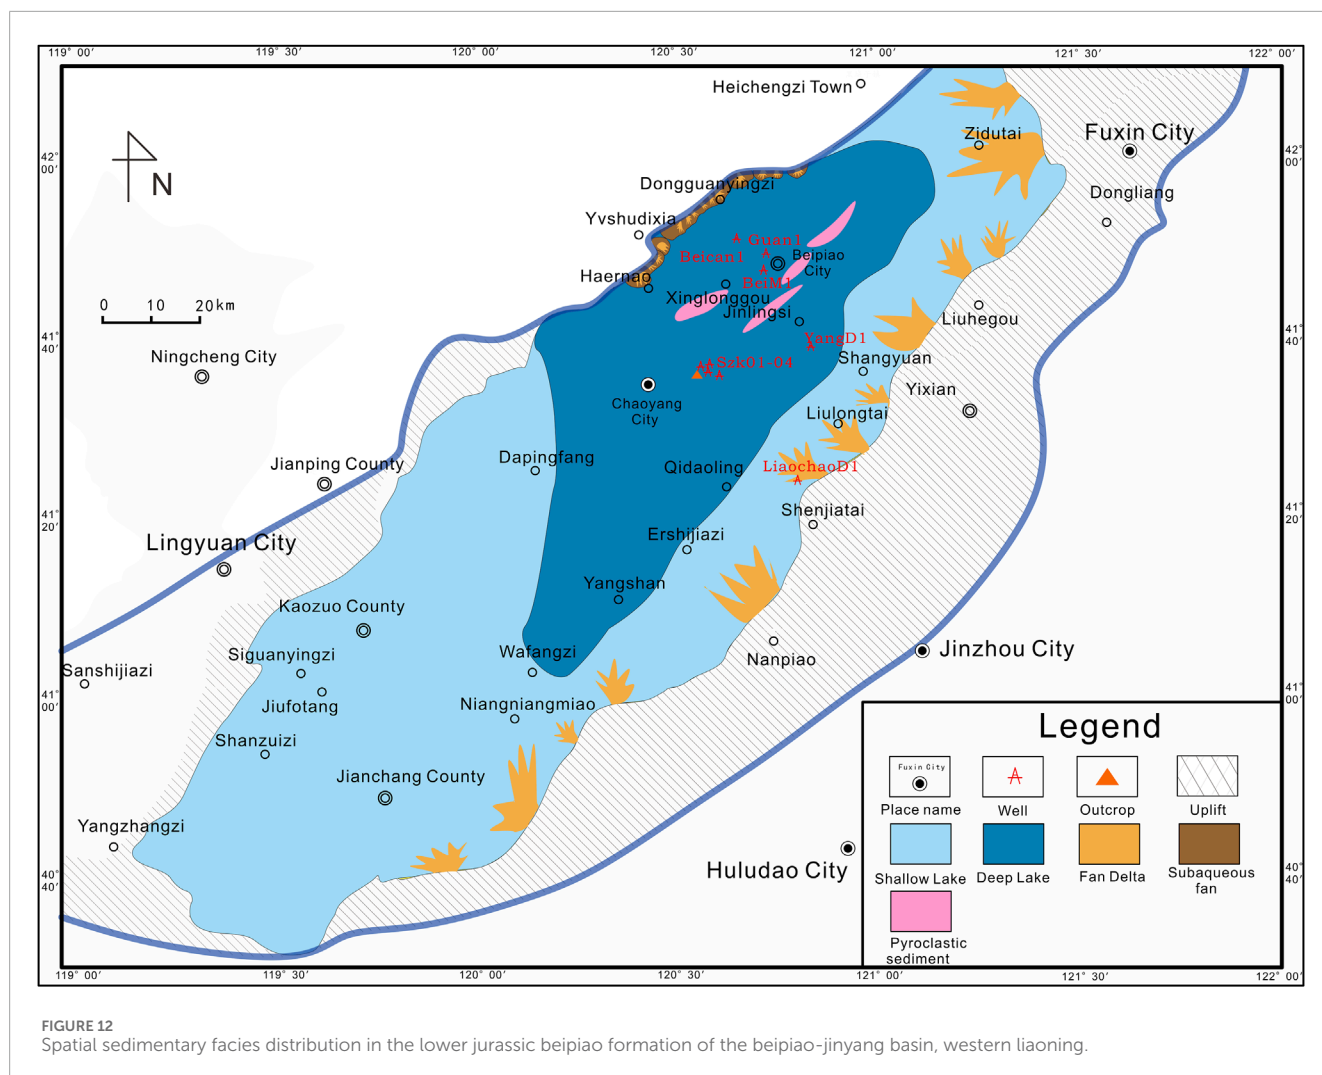 119° 00′
119° 30′
120° 00′
120° 50′
121° 00′
121° 50′
122° 00′
Heichengzi Town
Zidutai
Fuxin City
42°
00′
42°
00′
N
Dongguanyingzi
Dongliang
Yvshudixia
Guan1
Beican1
Beipiao
City
Haernao
BeiM1
Xinglonggou
Jinlingsi
Liuhegou
0 10 20km
41°
40′
41°
40′
YangD1
Ningcheng City
Szk01-04
Shangyuan
Yixian
Chaoyang
City
Liulongtai
Dapingfang
Qidaoling
LiaochaoD1
Jianping County
41°
20′
41°
20′
Shenjiatai
Lingyuan City
Ershijiazi
Yangshan
Kaozuo County
Siguanyingzi
Wafangzi
Nanpiao
Jinzhou City
Sanshijiazi
41°
00′
41°
00′
Jiufotang
Niangniangmiao
Shanzuizi
Jianchang County
Yangzhangzi
Huludao City
40°
40′
40°
40′
Legend
Fuxin City
Place name
Well
Outcrop
Uplift
Shallow Lake
Deep Lake
Fan Delta
Subaqueous
fan
Pyroclastic
sediment
119° 00′
119° 30′
120° 00′
120° 50′
121° 00′
121° 50′
122° 00′
FIGURE 12
Spatial sedimentary facies distribution in the lower jurassic beipiao formation of the beipiao-jinyang basin, western liaoning.